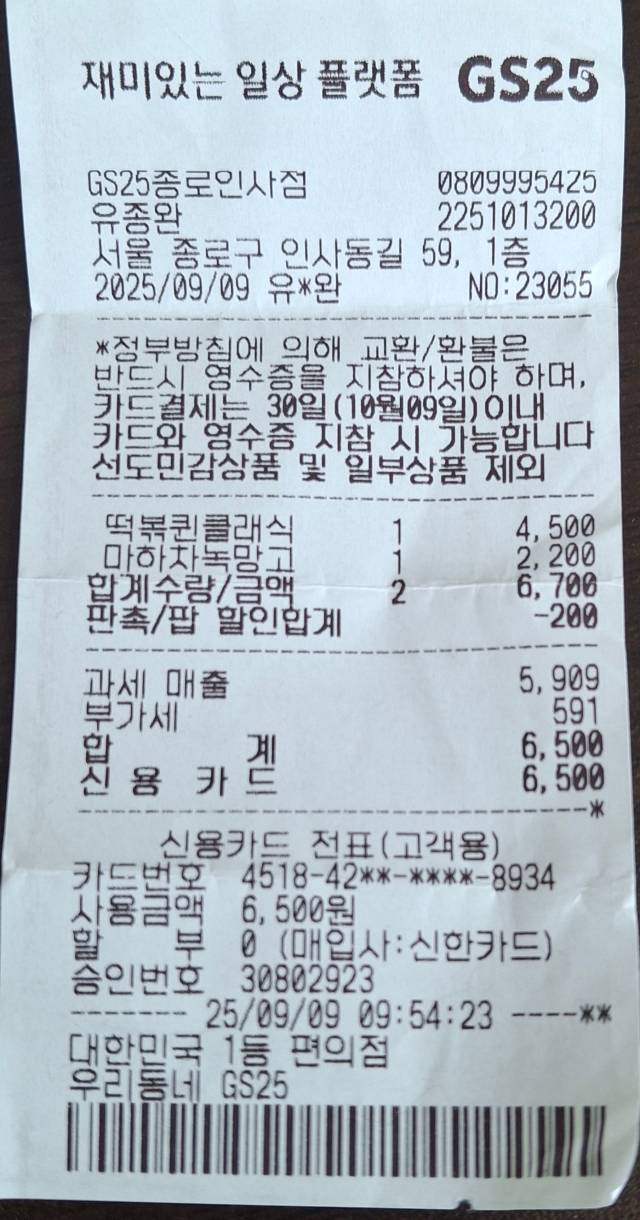 재미있는 일상 플랫폼 GS25
GS25종로인사점 0809995425
유종완 2251013200
서울 종로구 인사동길 59, 1층
2025/09/09 유*완 NO:23055
*정부방침에 의해 교환/환불은
반드시 영수증을 지참하셔야 하며,
카드결제는 30일(10월09일)이내
카드와 영수증 지참 시 가능합니다
선도민감상품 및 일부상품 제외
떡볶퀸클래식 1 4,500
마하차녹망고 1 2,200
합계수량/금액 2 6,700
판촉/팝 할인합계 -200
과세 매출 5,909
부가세 591
합 계 6,500
신 용 카 드 6,500
신용카드 전표(고객용)
카드번호 4518-42**-****-8934
사용금액 6,500원
할 부 0 (매입사:신한카드)
승인번호 30802923
------- 25/09/09 09:54:23 ----**
대한민국 1등 편의점
우리동네 GS25